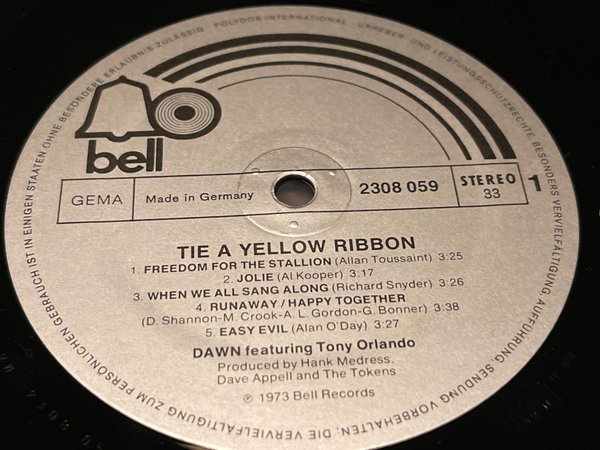 POLYDOR INTERNATIONAL · URHEBER- UND LEISTUNGSSCHUTZRECHTE, BESONDERS VERVIELFÄLTIGUNG, AUFFÜHRUNG, SENDUNG VORBEHALTEN: DIE VERVIELFÄLTIGUNG ZUM PERSÖNLICHEN GEBRAUCH IST IN EINIGEN STAATEN OHNE BESONDERE ERLAUBNIS ZULÄSSIG ·
bell
GEMA
Made in Germany
2308 059
STEREO
33
1
TIE A YELLOW RIBBON
1. FREEDOM FOR THE STALLION (Allan Toussaint) 3:25
2. JOLIE (Al Kooper) 3:17
3. WHEN WE ALL SANG ALONG (Richard Snyder) 3:26
4. RUNAWAY / HAPPY TOGETHER
(D. Shannon-M. Crook-A. L. Gordon-G. Bonner) 3:38
5. EASY EVIL (Alan O'Day) 3:27
DAWN featuring Tony Orlando
Produced by Hank Medress,
Dave Appell and The Tokens
℗ 1973 Bell Records